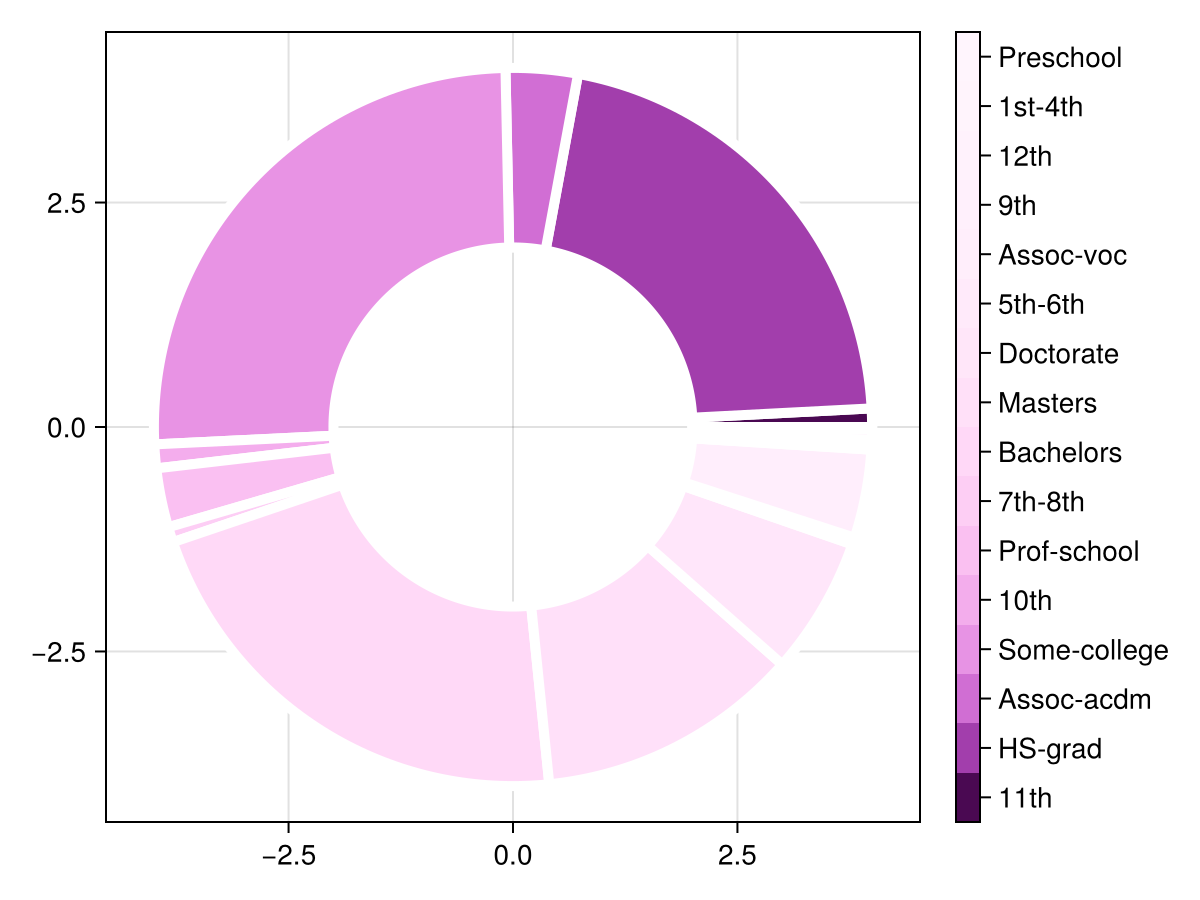 2.5
0.0
−2.5
−2.5
0.0
2.5
Preschool
1st-4th
12th
9th
Assoc-voc
5th-6th
Doctorate
Masters
Bachelors
7th-8th
Prof-school
10th
Some-college
Assoc-acdm
HS-grad
11th